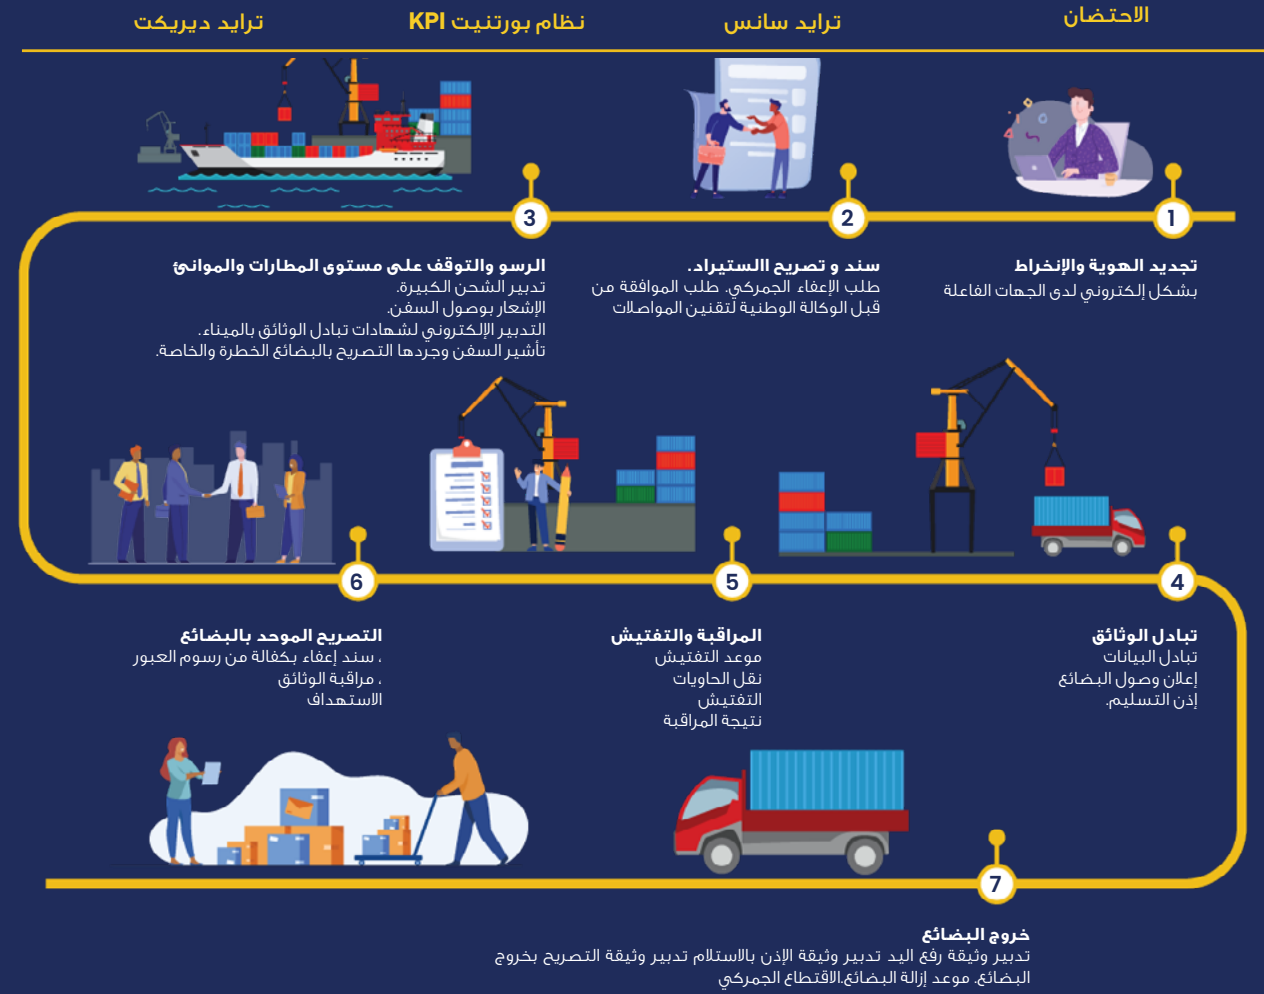 الاحتضان
ترايد سانس
نظام بورتنيت KPI
ترايد ديريكت
1
2
3
تجديد الهوية والإنخراط
بشكل إلكتروني لدى الجهات الفاعلة
سند و تصريح االستيراد.
طلب الإعفاء الجمركي. طلب الموافقة من
قبل الوكالة الوطنية لتقنين المواصلات
الرسو والتوقف على مستوى المطارات والموانئ
تدبير الشحن الكبيرة.
الإشعار بوصول السفن.
التدبير الإلكتروني لشهادات تبادل الوثائق بالميناء.
تأشير السفن وجردها التصريح بالبضائع الخطرة والخاصة.
4
5
6
تبادل الوثائق
تبادل البيانات
إعلان وصول البضائع
إذن التسليم.
المراقبة والتفتيش
موعد التفتيش
نقل الحاويات
التفتيش
نتيجة المراقبة
التصريح الموحد بالبضائع
، سند إعفاء بكفالة من رسوم العبور
، مراقبة الوثائق
الاستهداف
7
خروج البضائع
تدبير وثيقة رفع اليد تدبير وثيقة الإذن بالاستلام تدبير وثيقة التصريح بخروج
البضائع. موعد إزالة البضائع.الاقتطاع الجمركي